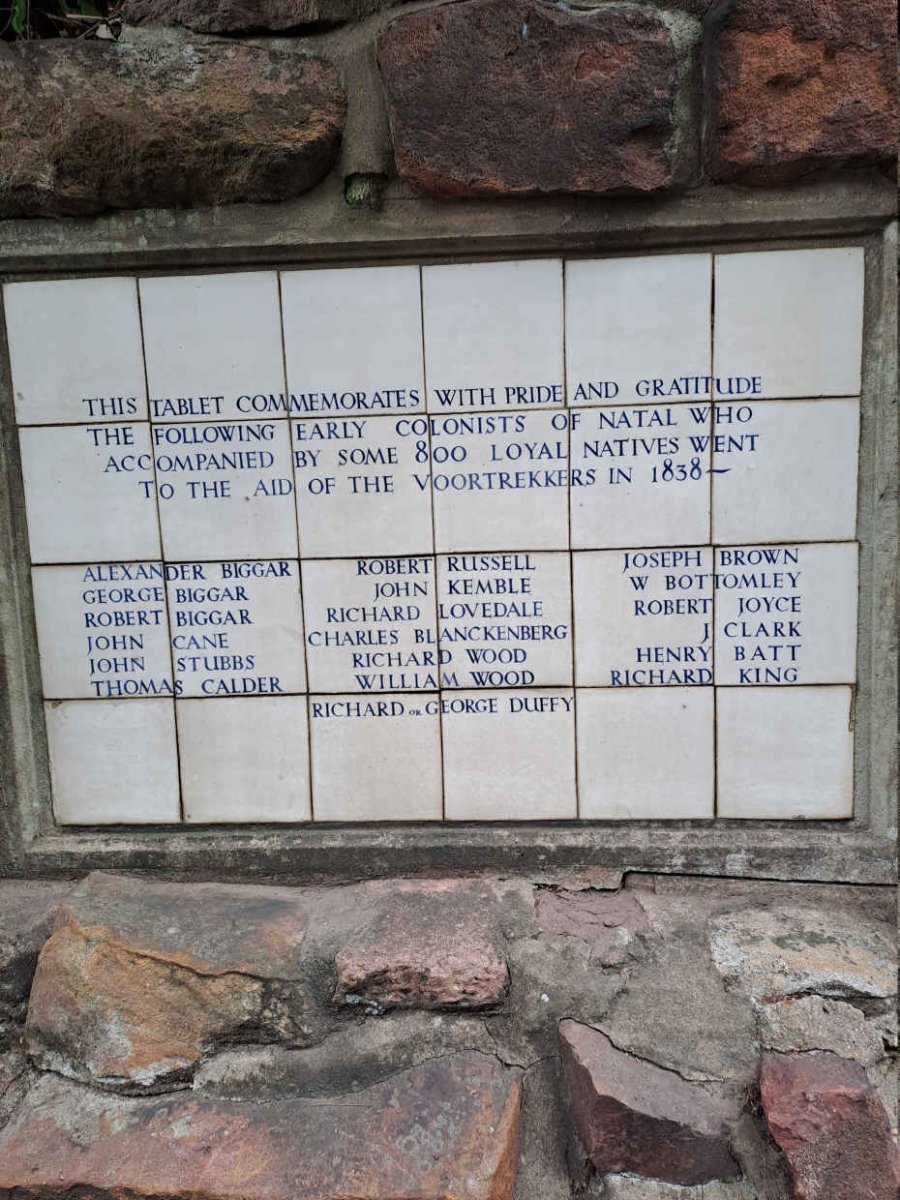 THIS TABLET COMMEMORATES WITH PRIDE AND GRATITUDE
THE FOLLOWING EARLY COLONISTS OF NATAL WHO
ACCOMPANIED BY SOME 800 LOYAL NATIVES WENT
TO THE AID OF THE VOORTREKKERS IN 1838—
ALEXANDER BIGGAR
GEORGE BIGGAR
ROBERT BIGGAR
JOHN CANE
JOHN STUBBS
THOMAS CALDER
ROBERT RUSSELL
JOHN KEMBLE
RICHARD LOVEDALE
CHARLES BLANCKENBERG
RICHARD WOOD
WILLIAM WOOD
RICHARD OR GEORGE DUFFY
JOSEPH BROWN
W BOTTOMLEY
ROBERT JOYCE
J CLARK
HENRY BATT
RICHARD KING